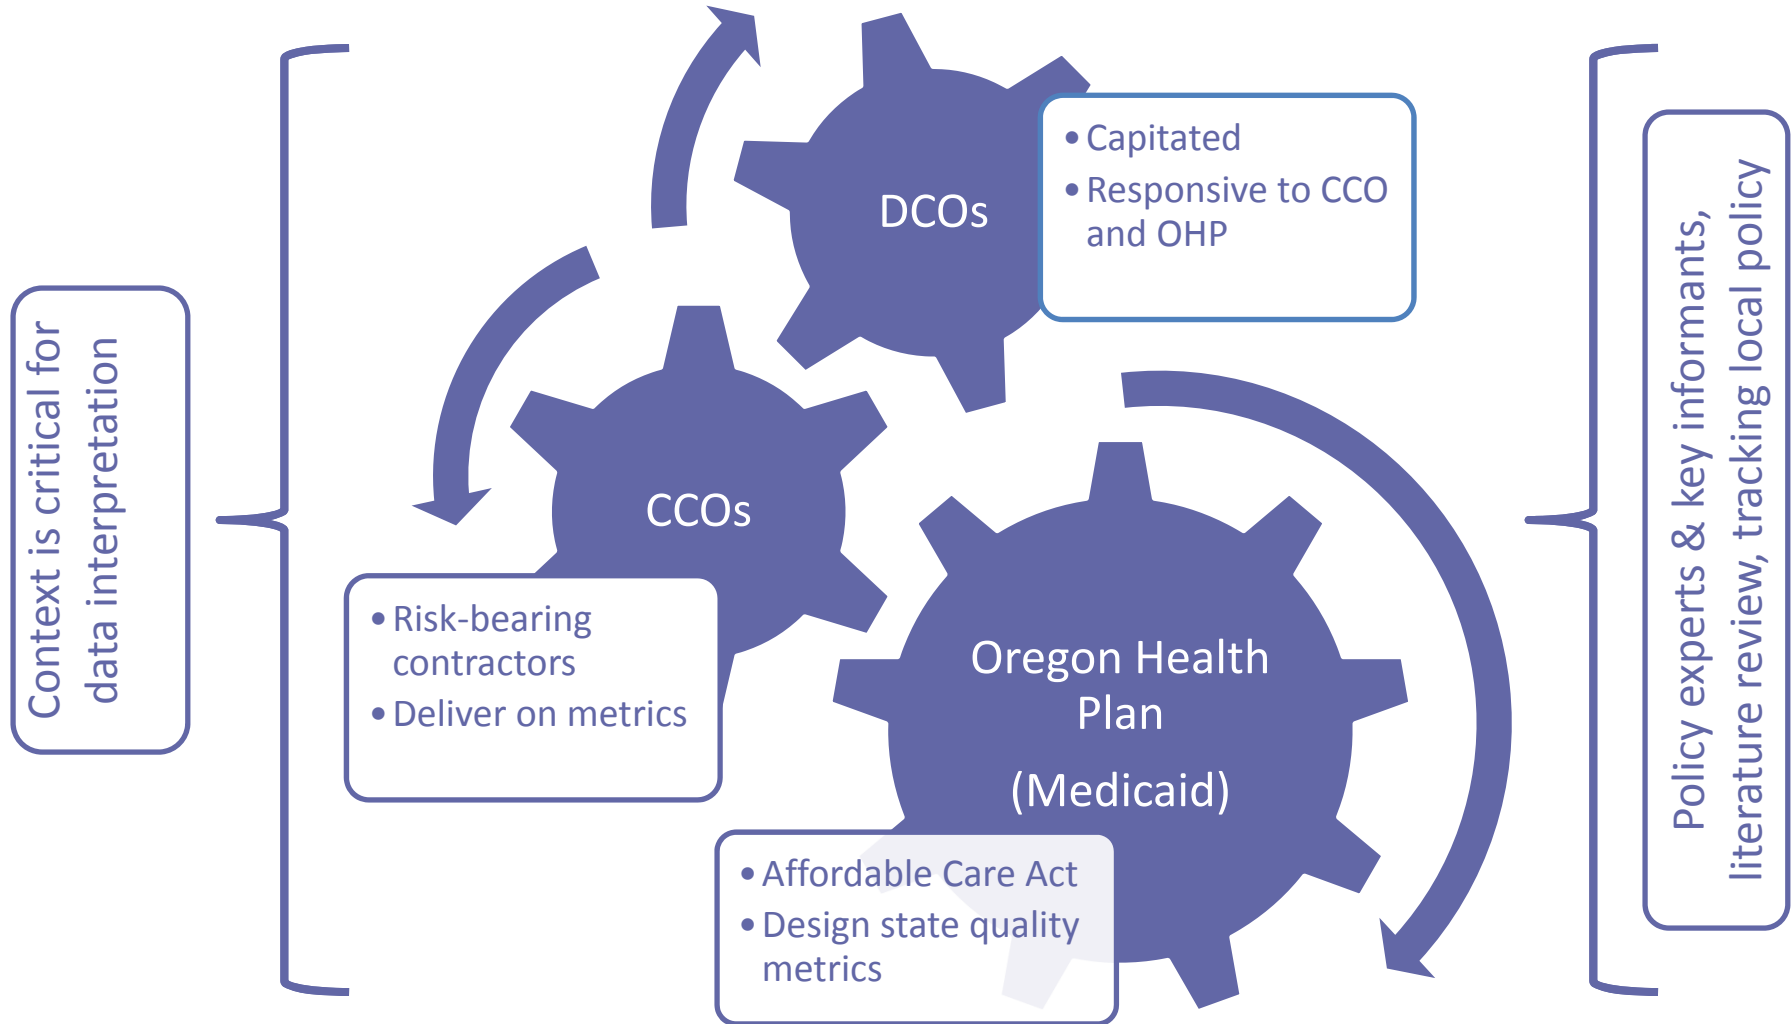 Context is critical for
data interpretation
DCOs
• Capitated
• Responsive to CCO
and OHP
CCOs
• Risk-bearing
contractors
• Deliver on metrics
Oregon Health
Plan
(Medicaid)
• Affordable Care Act
• Design state quality
metrics
Policy experts & key informants,
literature review, tracking local policy